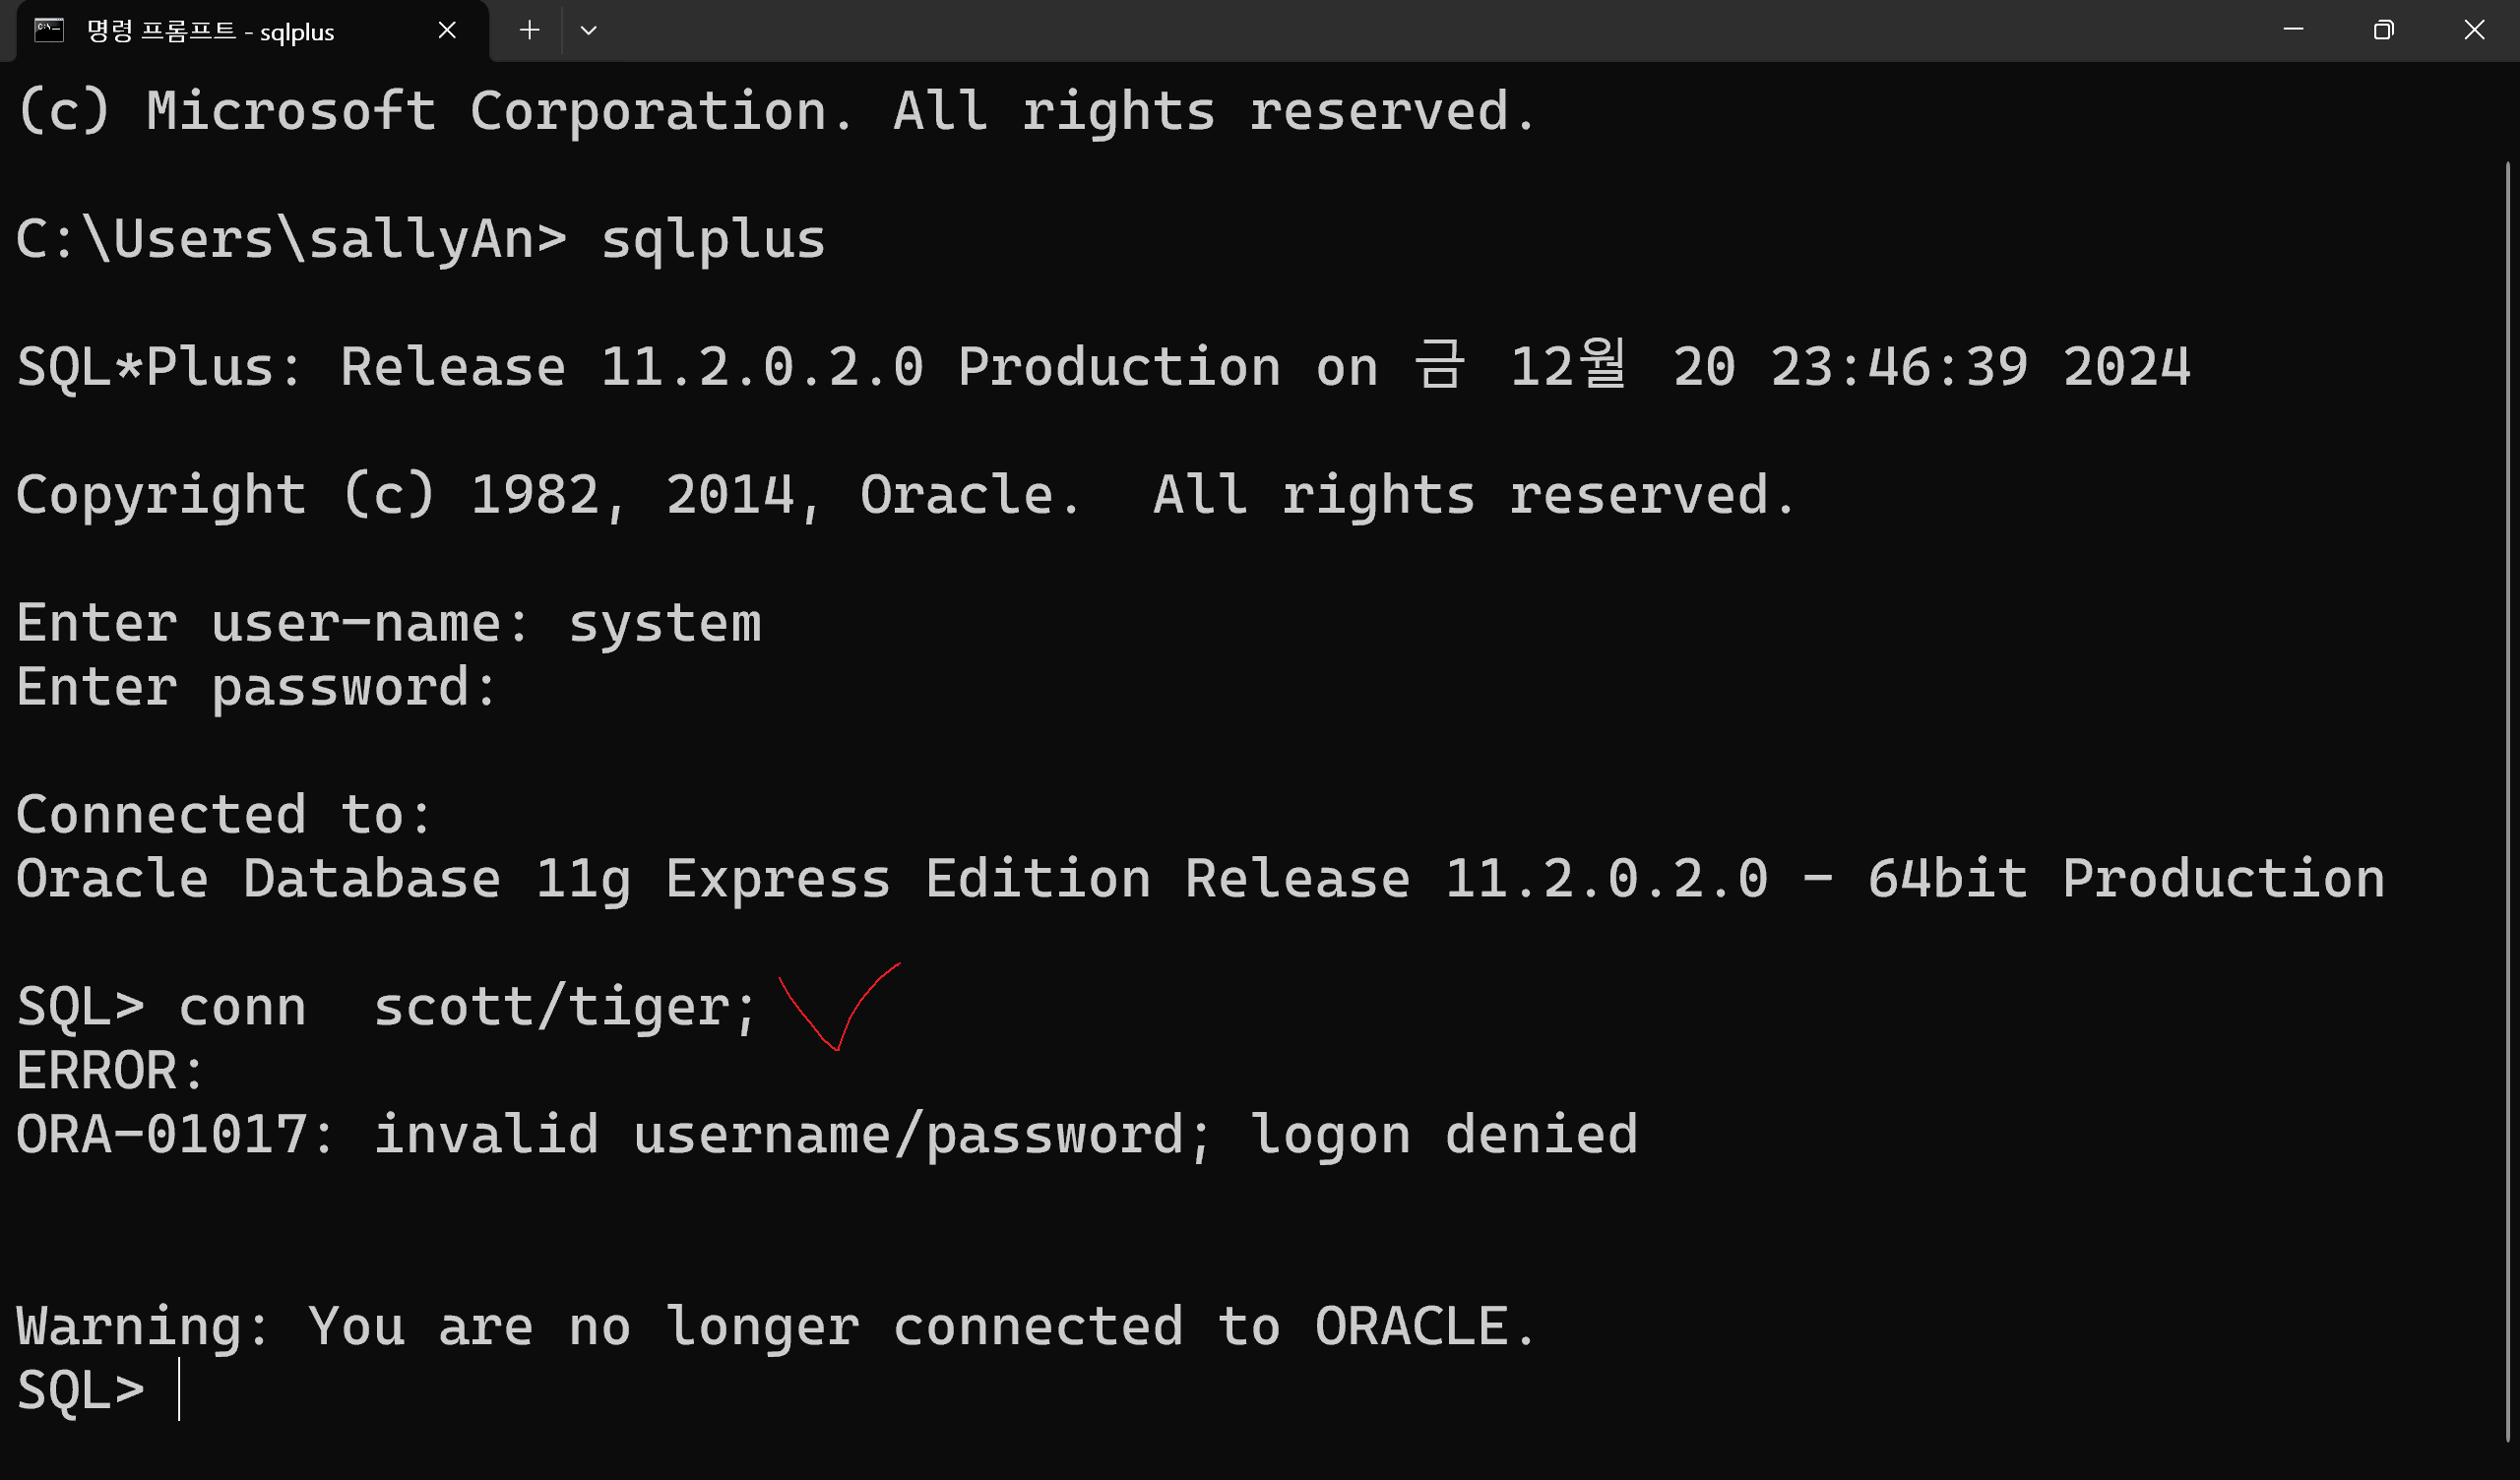 명령 프롬프트 - sqlplus
(c) Microsoft Corporation. All rights reserved.
C:\Users\sallyAn> sqlplus
SQL*Plus: Release 11.2.0.2.0 Production on 금 12월 20 23:46:39 2024
Copyright (c) 1982, 2014, Oracle.  All rights reserved.
Enter user-name: system
Enter password:
Connected to:
Oracle Database 11g Express Edition Release 11.2.0.2.0 - 64bit Production
SQL> conn  scott/tiger;
ERROR:
ORA-01017: invalid username/password; logon denied
Warning: You are no longer connected to ORACLE.
SQL>